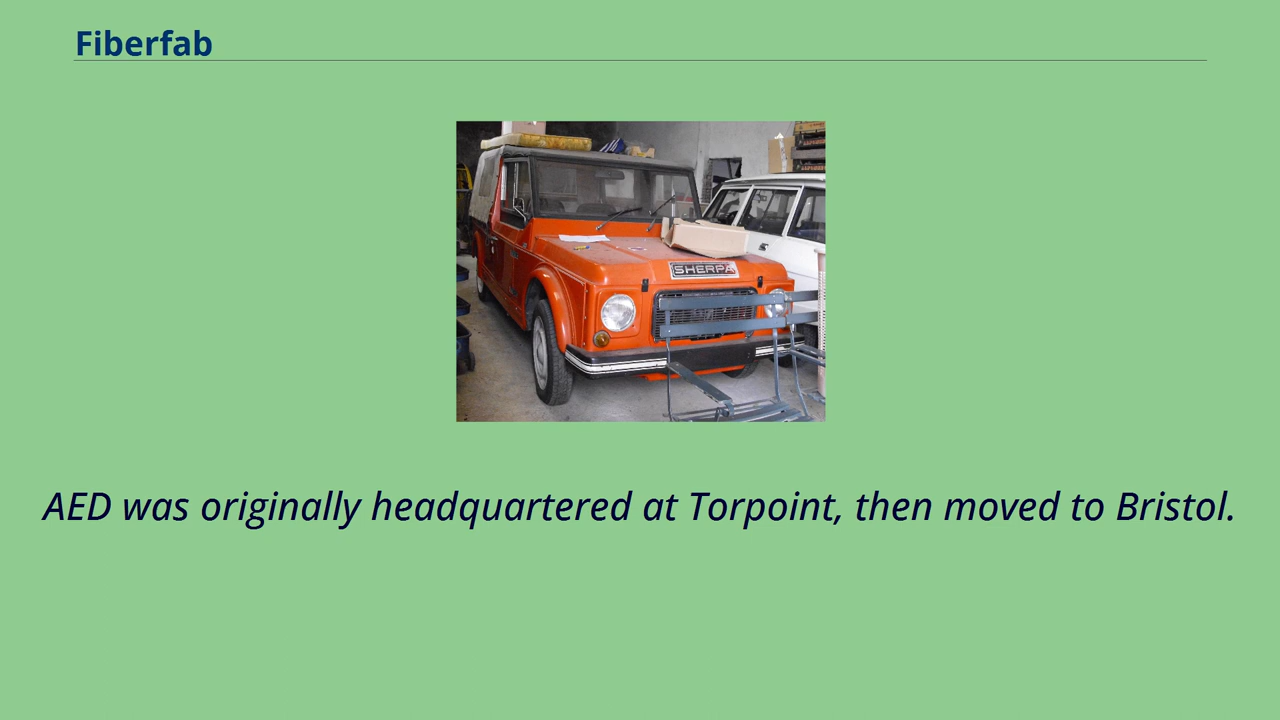 Fiberfab
SHERPA
AED was originally headquartered at Torpoint, then moved to Bristol.